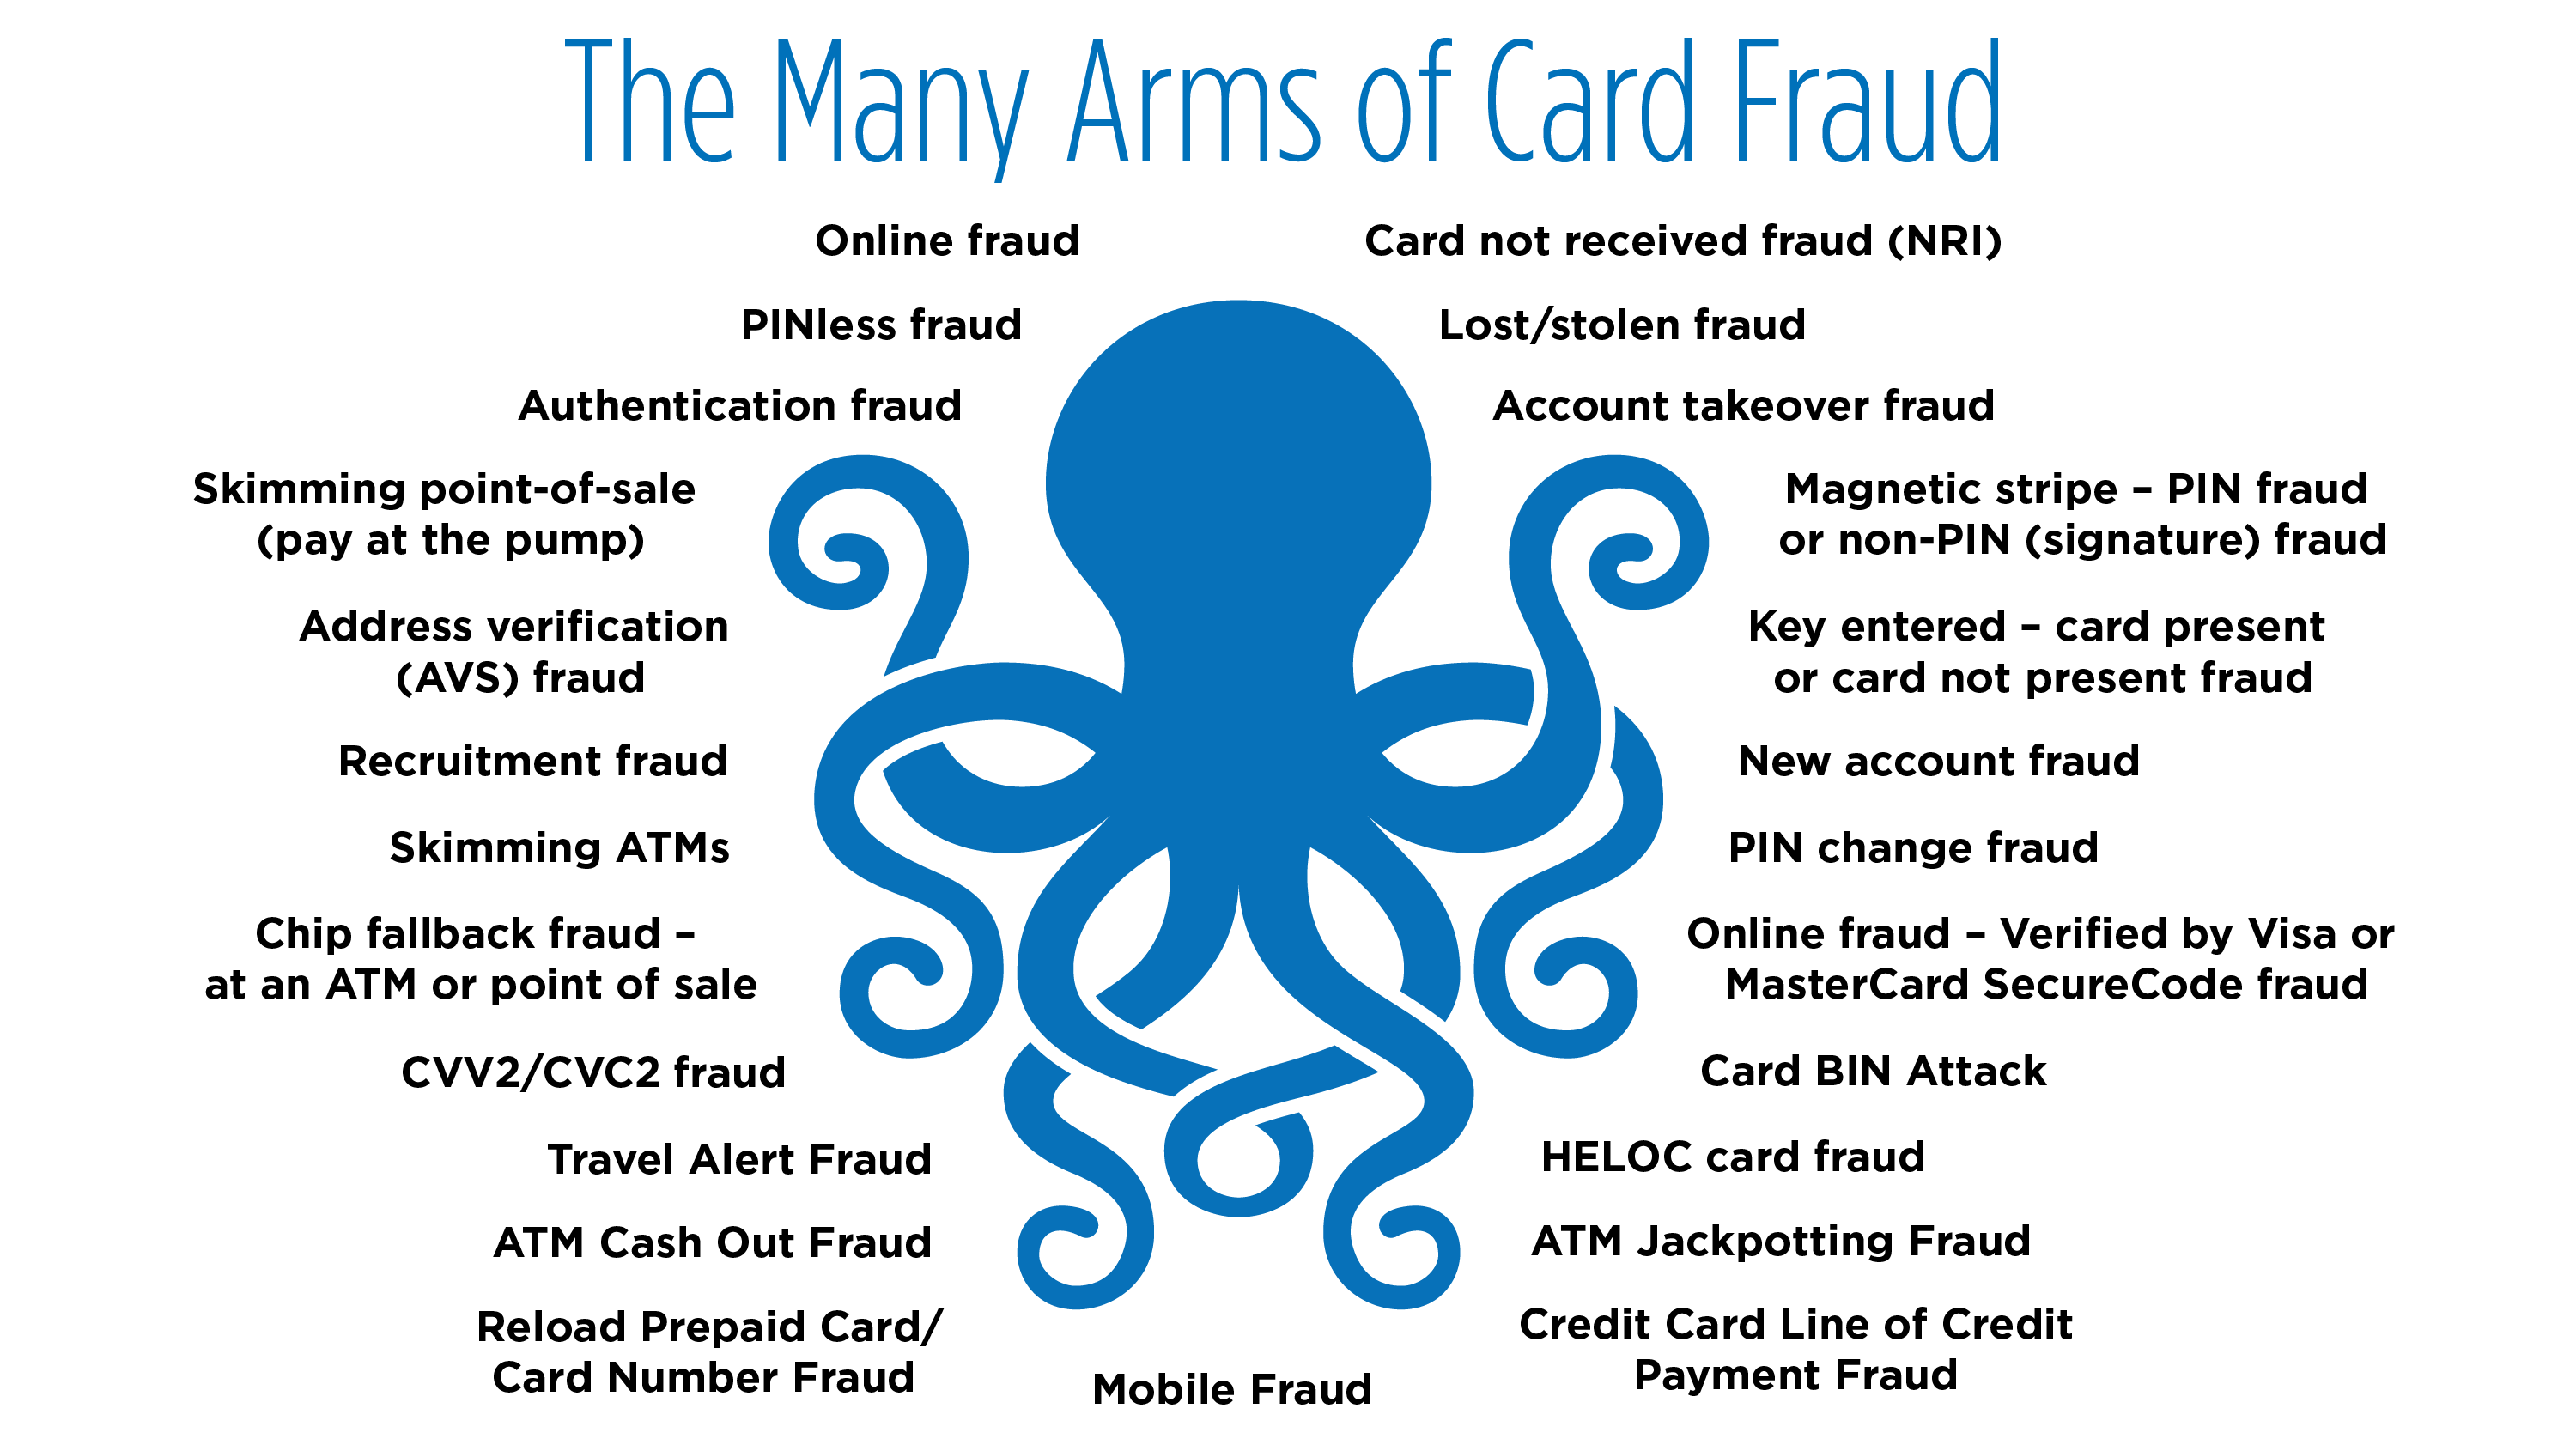 The Many Arms of Card Fraud
Online fraud
PINless fraud
Authentication fraud
Skimming point-of-sale
(pay at the pump)
Address verification
(AVS) fraud
Recruitment fraud
Skimming ATMs
Chip fallback fraud –
at an ATM or point of sale
CVV2/CVC2 fraud
Travel Alert Fraud
ATM Cash Out Fraud
Reload Prepaid Card/
Card Number Fraud
Mobile Fraud
Card not received fraud (NRI)
Lost/stolen fraud
Account takeover fraud
Magnetic stripe – PIN fraud
or non-PIN (signature) fraud
Key entered – card present
or card not present fraud
New account fraud
PIN change fraud
Online fraud – Verified by Visa or
MasterCard SecureCode fraud
Card BIN Attack
HELOC card fraud
ATM Jackpotting Fraud
Credit Card Line of Credit
Payment Fraud